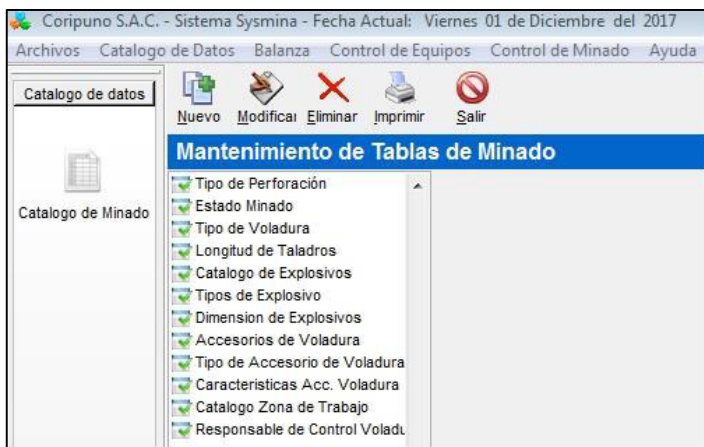 Coripuno S.A.C. - Sistema Sysmina - Fecha Actual: Viernes 01 de Diciembre del 2017
Archivos Catalogo de Datos Balanza Control de Equipos Control de Minado Ayuda
Catalogo de datos
Catalogo de Minado
Nuevo Modificar Eliminar Imprimir Salir
Mantenimiento de Tablas de Minado
Tipo de Perforación
Estado Minado
Tipo de Voladura
Longitud de Taladros
Catalogo de Explosivos
Tipos de Explosivo
Dimension de Explosivos
Accesorios de Voladura
Tipo de Accesorio de Voladura
Caracteristicas Acc. Voladura
Catalogo Zona de Trabajo
Responsable de Control Voladu